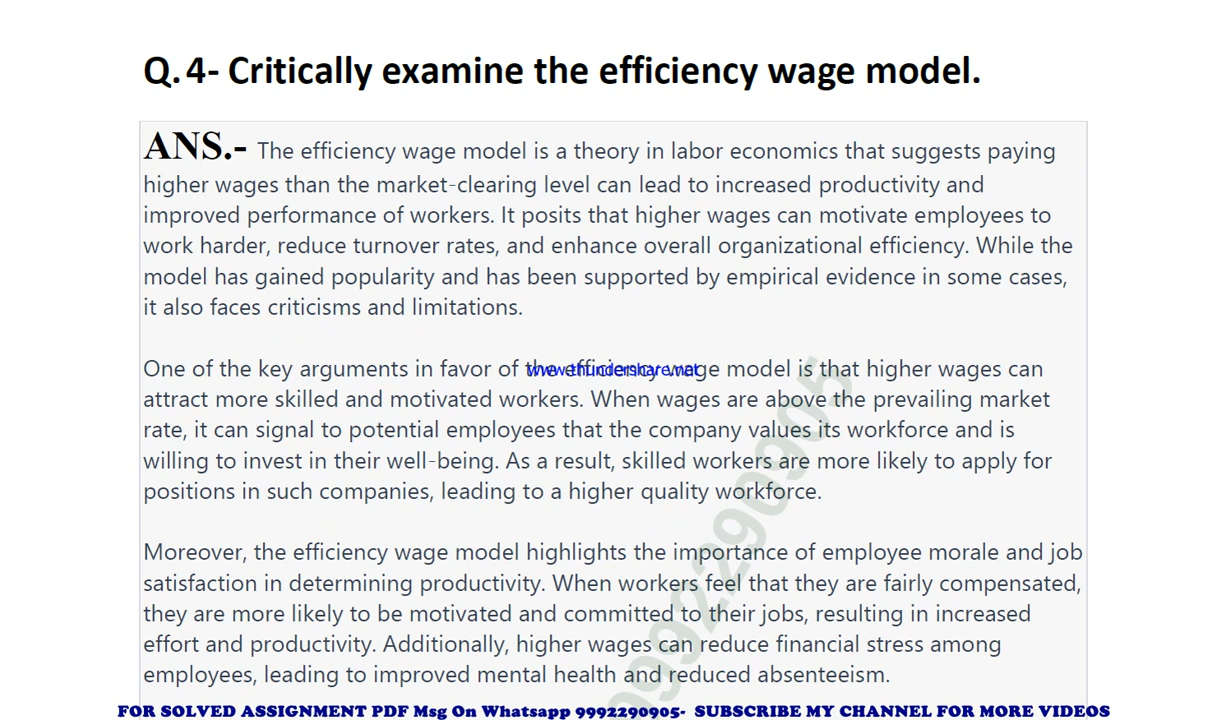 Q. 4- Critically examine the efficiency wage model.
ANS.- The efficiency wage model is a theory in labor economics that suggests paying
higher wages than the market-clearing level can lead to increased productivity and
improved performance of workers. It posits that higher wages can motivate employees to
work harder, reduce turnover rates, and enhance overall organizational efficiency. While the
model has gained popularity and has been supported by empirical evidence in some cases,
it also faces criticisms and limitations.
One of the key arguments in favor of the efficiency wage model is that higher wages can
www.thundershare.net
attract more skilled and motivated workers. When wages are above the prevailing market
rate, it can signal to potential employees that the company values its workforce and is
willing to invest in their well-being. As a result, skilled workers are more likely to apply for
positions in such companies, leading to a higher quality workforce.
Moreover, the efficiency wage model highlights the importance of employee morale and job
satisfaction in determining productivity. When workers feel that they are fairly compensated,
they are more likely to be motivated and committed to their jobs, resulting in increased
effort and productivity. Additionally, higher wages can reduce financial stress among
employees, leading to improved mental health and reduced absenteeism.
9992290905
FOR SOLVED ASSIGNMENT PDF Msg On Whatsapp 9992290905- SUBSCRIBE MY CHANNEL FOR MORE VIDEOS